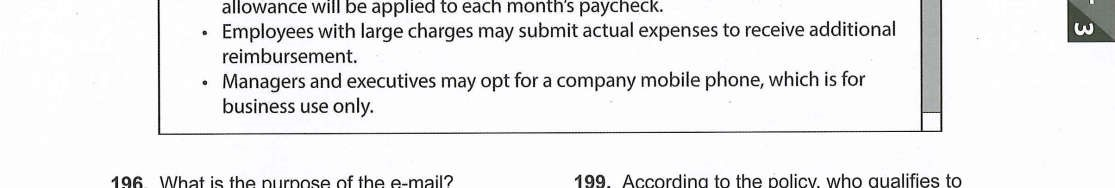 allowance will be applied to each month's paycheck.
• Employees with large charges may submit actual expenses to receive additional
reimbursement.
• Managers and executives may opt for a company mobile phone, which is for
business use only.
3
196. What is the purpose of the e-mail?
199. According to the policy, who qualifies to